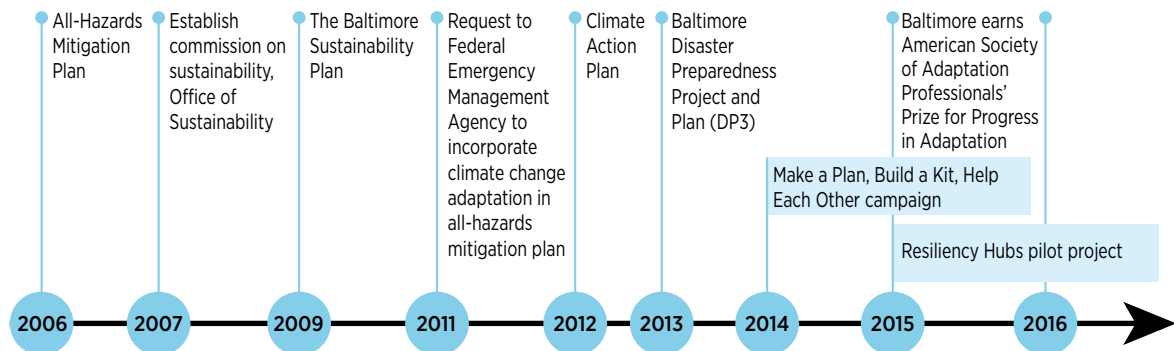 All-Hazards
Mitigation
Plan
Establish
commission on
sustainability,
Office of
Sustainability
The Baltimore
Sustainability
Plan
Request to
Federal
Emergency
Management
Agency to
incorporate
climate change
adaptation in
all-hazards
mitigation plan
Climate
Action
Plan
Baltimore
Disaster
Preparedness
Project and
Plan (DP3)
Make a Plan, Build a Kit, Help
Each Other campaign
Baltimore earns
American Society
of Adaptation
Professionals’
Prize for Progress
in Adaptation
Resiliency Hubs pilot project
2006
2007
2009
2011
2012
2013
2014
2015
2016